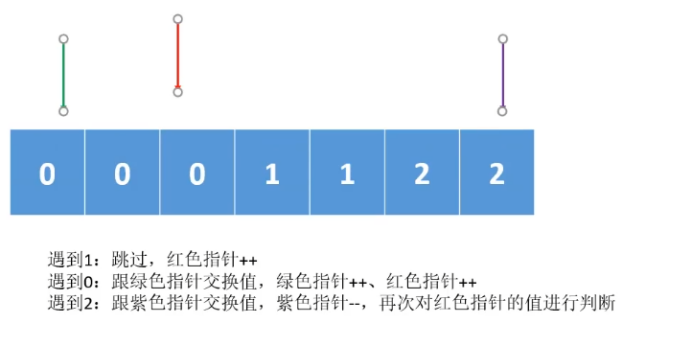 0 0 0 1 1 2 2
遇到1：跳过，红色指针++
遇到0：跟绿色指针交换值，绿色指针++、红色指针++
遇到2：跟紫色指针交换值，紫色指针--，再次对红色指针的值进行判断